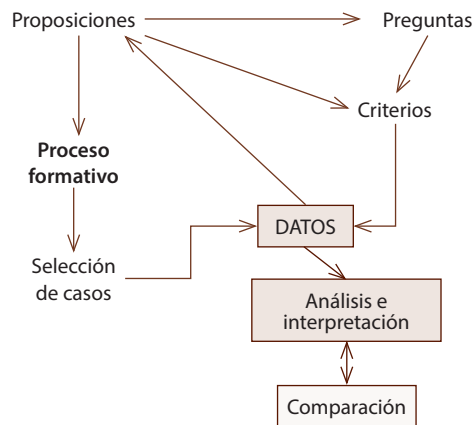 Proposiciones
Preguntas
Criterios
Proceso
formativo
DATOS
Selección
de casos
Análisis e
interpretación
Comparación